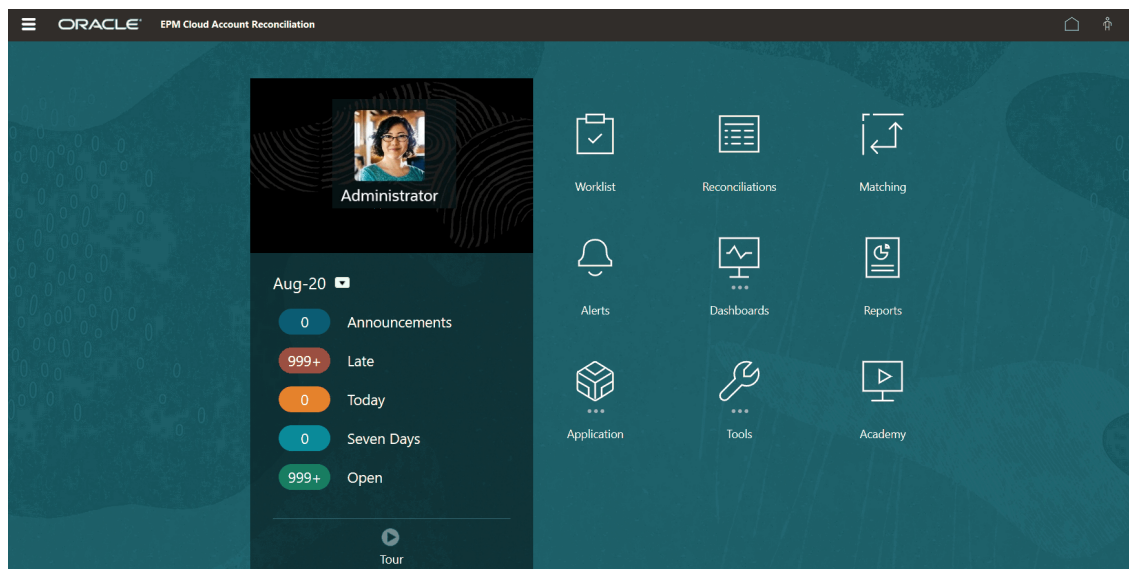 ORACLE EPM Cloud Account Reconciliation
Administrator
Aug-20
0 Announcements
999+ Late
0 Today
0 Seven Days
999+ Open
Tour
Worklist Reconciliations Matching
Alerts Dashboards Reports
Application Tools Academy